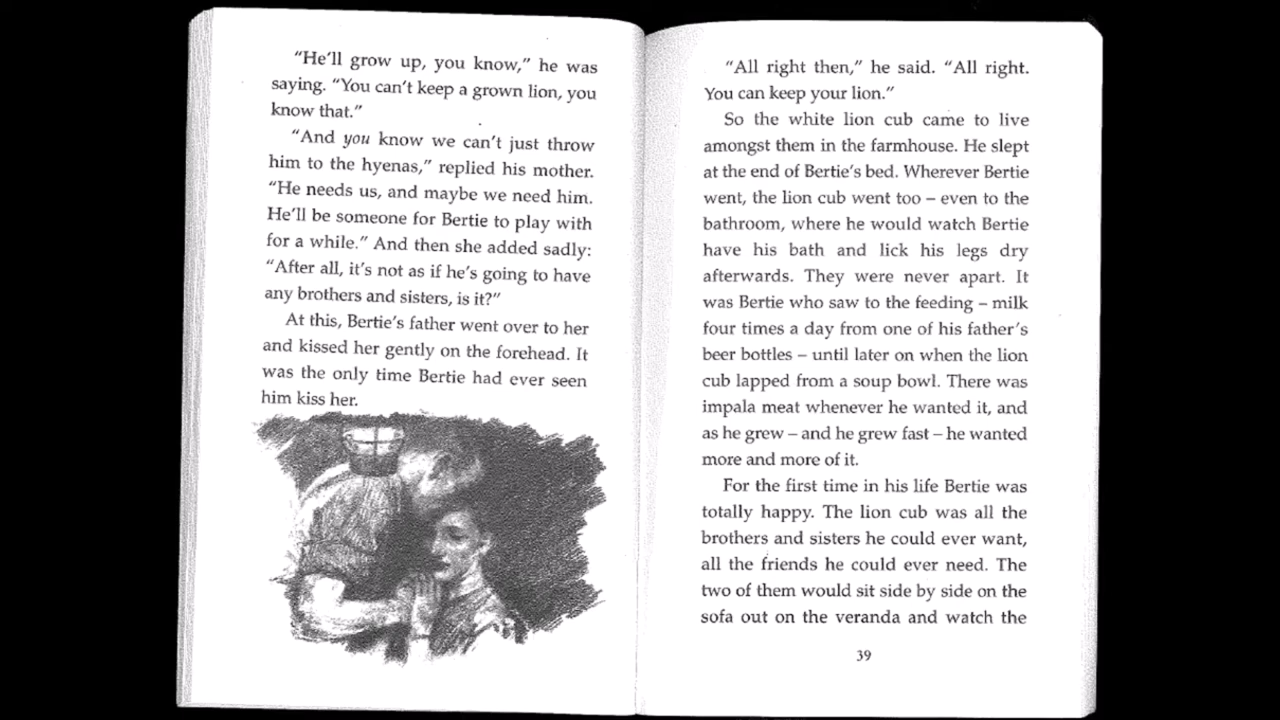 “He’ll grow up, you know,” he was
saying. “You can’t keep a grown lion, you
know that.”
“And you know we can’t just throw
him to the hyenas,” replied his mother.
“He needs us, and maybe we need him.
He’ll be someone for Bertie to play with
for a while.” And then she added sadly:
“After all, it’s not as if he’s going to have
any brothers and sisters, is it?”
At this, Bertie’s father went over to her
and kissed her gently on the forehead. It
was the only time Bertie had ever seen
him kiss her.
“All right then,” he said. “All right.
You can keep your lion.”
So the white lion cub came to live
amongst them in the farmhouse. He slept
at the end of Bertie’s bed. Wherever Bertie
went, the lion cub went too – even to the
bathroom, where he would watch Bertie
have his bath and lick his legs dry
afterwards. They were never apart. It
was Bertie who saw to the feeding – milk
four times a day from one of his father’s
beer bottles – until later on when the lion
cub lapped from a soup bowl. There was
impala meat whenever he wanted it, and
as he grew – and he grew fast – he wanted
more and more of it.
For the first time in his life Bertie was
totally happy. The lion cub was all the
brothers and sisters he could ever want,
all the friends he could ever need. The
two of them would sit side by side on the
sofa out on the veranda and watch the
39